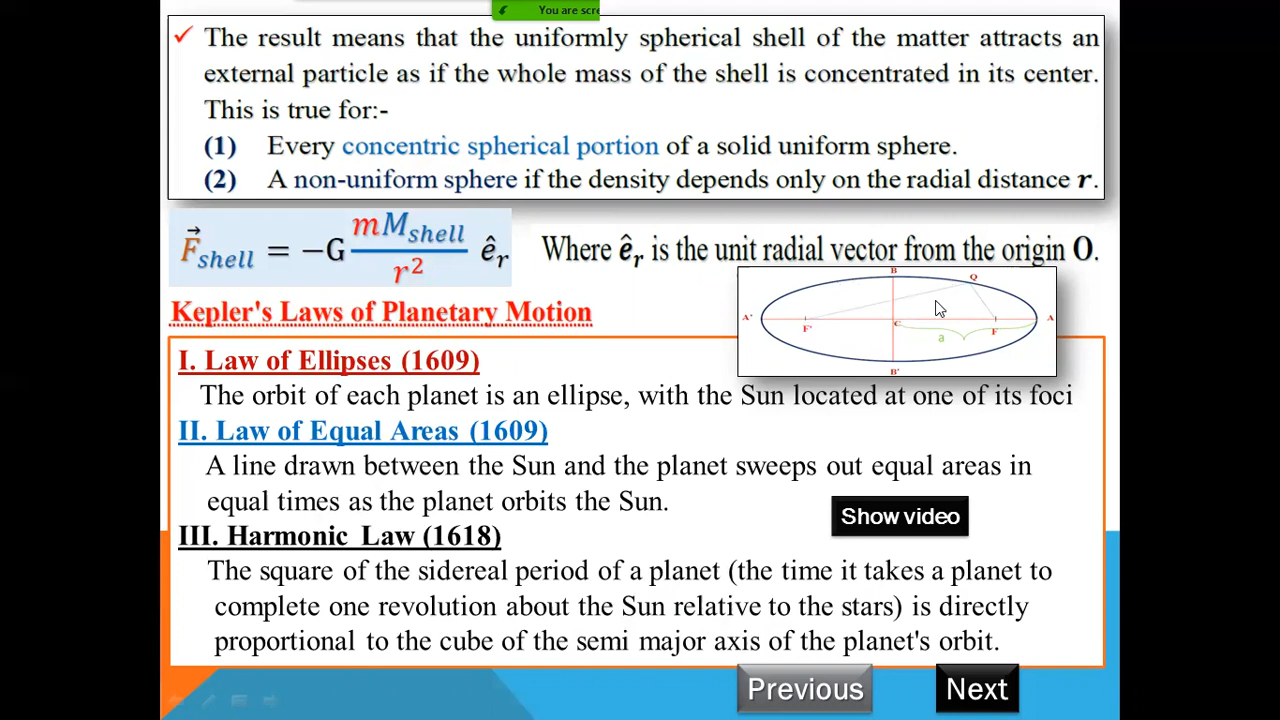 You are scre
✓ The result means that the uniformly spherical shell of the matter attracts an
external particle as if the whole mass of the shell is concentrated in its center.
This is true for:-
(1) Every concentric spherical portion of a solid uniform sphere.
(2) A non-uniform sphere if the density depends only on the radial distance r.
F⃗_shell = −G mM_shell / r² ê_r Where ê_r is the unit radial vector from the origin O.
Kepler's Laws of Planetary Motion
B Q
A' F' C F A
a
B'
I. Law of Ellipses (1609)
The orbit of each planet is an ellipse, with the Sun located at one of its foci
II. Law of Equal Areas (1609)
A line drawn between the Sun and the planet sweeps out equal areas in
equal times as the planet orbits the Sun.
Show video
III. Harmonic Law (1618)
The square of the sidereal period of a planet (the time it takes a planet to
complete one revolution about the Sun relative to the stars) is directly
proportional to the cube of the semi major axis of the planet's orbit.
Previous Next